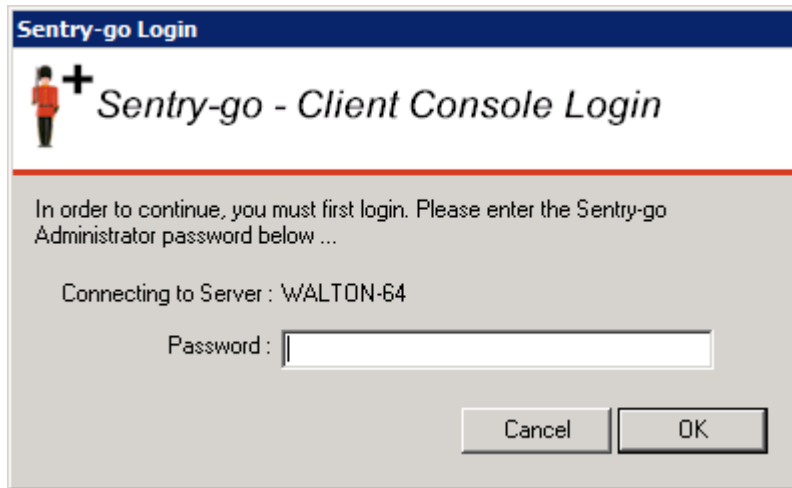 Sentry-go Login
Sentry-go - Client Console Login
In order to continue, you must first login. Please enter the Sentry-go
Administrator password below ...
Connecting to Server : WALTON-64
Password :
Cancel OK